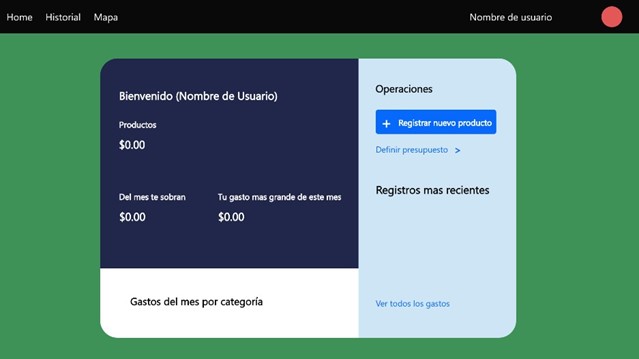 Home Historial Mapa Nombre de usuario
Bienvenido (Nombre de Usuario)
Productos
$0.00
Del mes te sobran Tu gasto mas grande de este mes
$0.00 $0.00
Gastos del mes por categoría
Operaciones
+ Registrar nuevo producto
Definir presupuesto >
Registros mas recientes
Ver todos los gastos